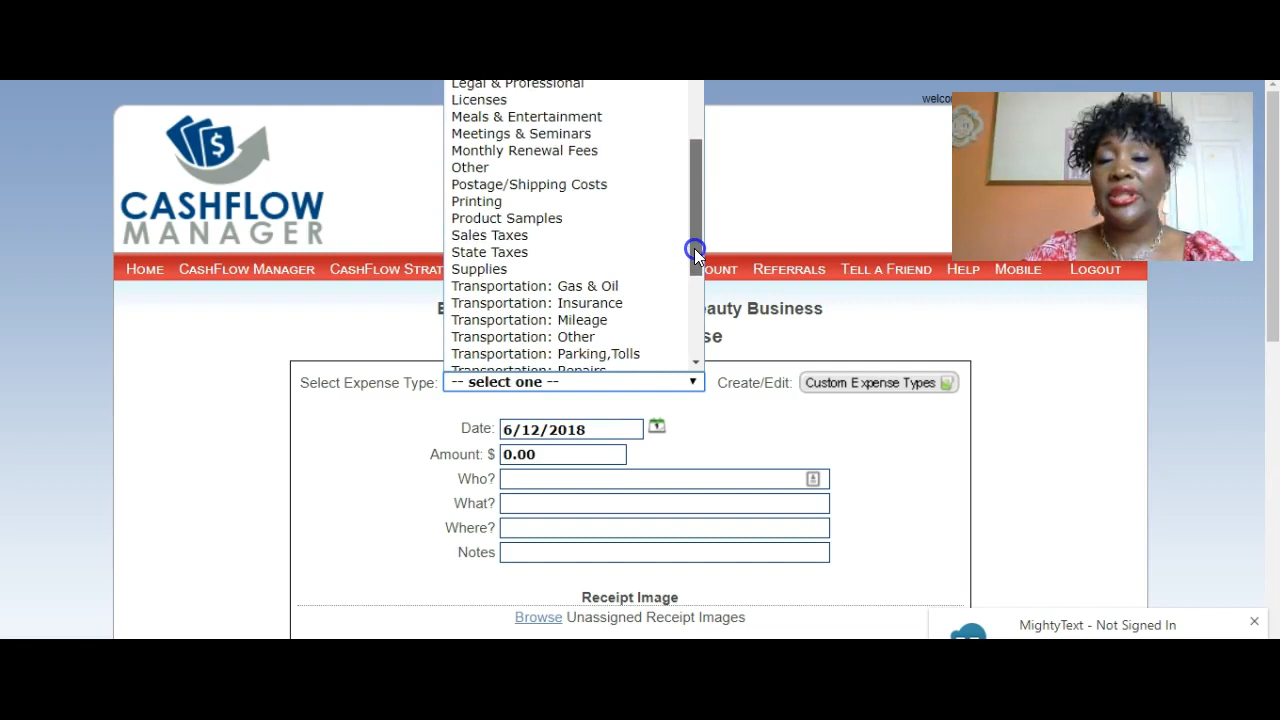 Legal & Professional
Licenses
Meals & Entertainment
Meetings & Seminars
Monthly Renewal Fees
Other
Postage/Shipping Costs
Printing
Product Samples
Sales Taxes
State Taxes
Supplies
Transportation: Gas & Oil
Transportation: Insurance
Transportation: Mileage
Transportation: Other
Transportation: Parking,Tolls
Transportation: Repairs
welco
$
CASHFLOW
MANAGER
HOME CASHFLOW MANAGER CASHFLOW STRAT OUNT REFERRALS TELL A FRIEND HELP MOBILE LOGOUT
E eauty Business
se
Select Expense Type: -- select one -- Create/Edit: Custom Expense Types
Date: 6/12/2018
Amount: $ 0.00
Who?
What?
Where?
Notes
Receipt Image
Browse Unassigned Receipt Images
MightyText - Not Signed In